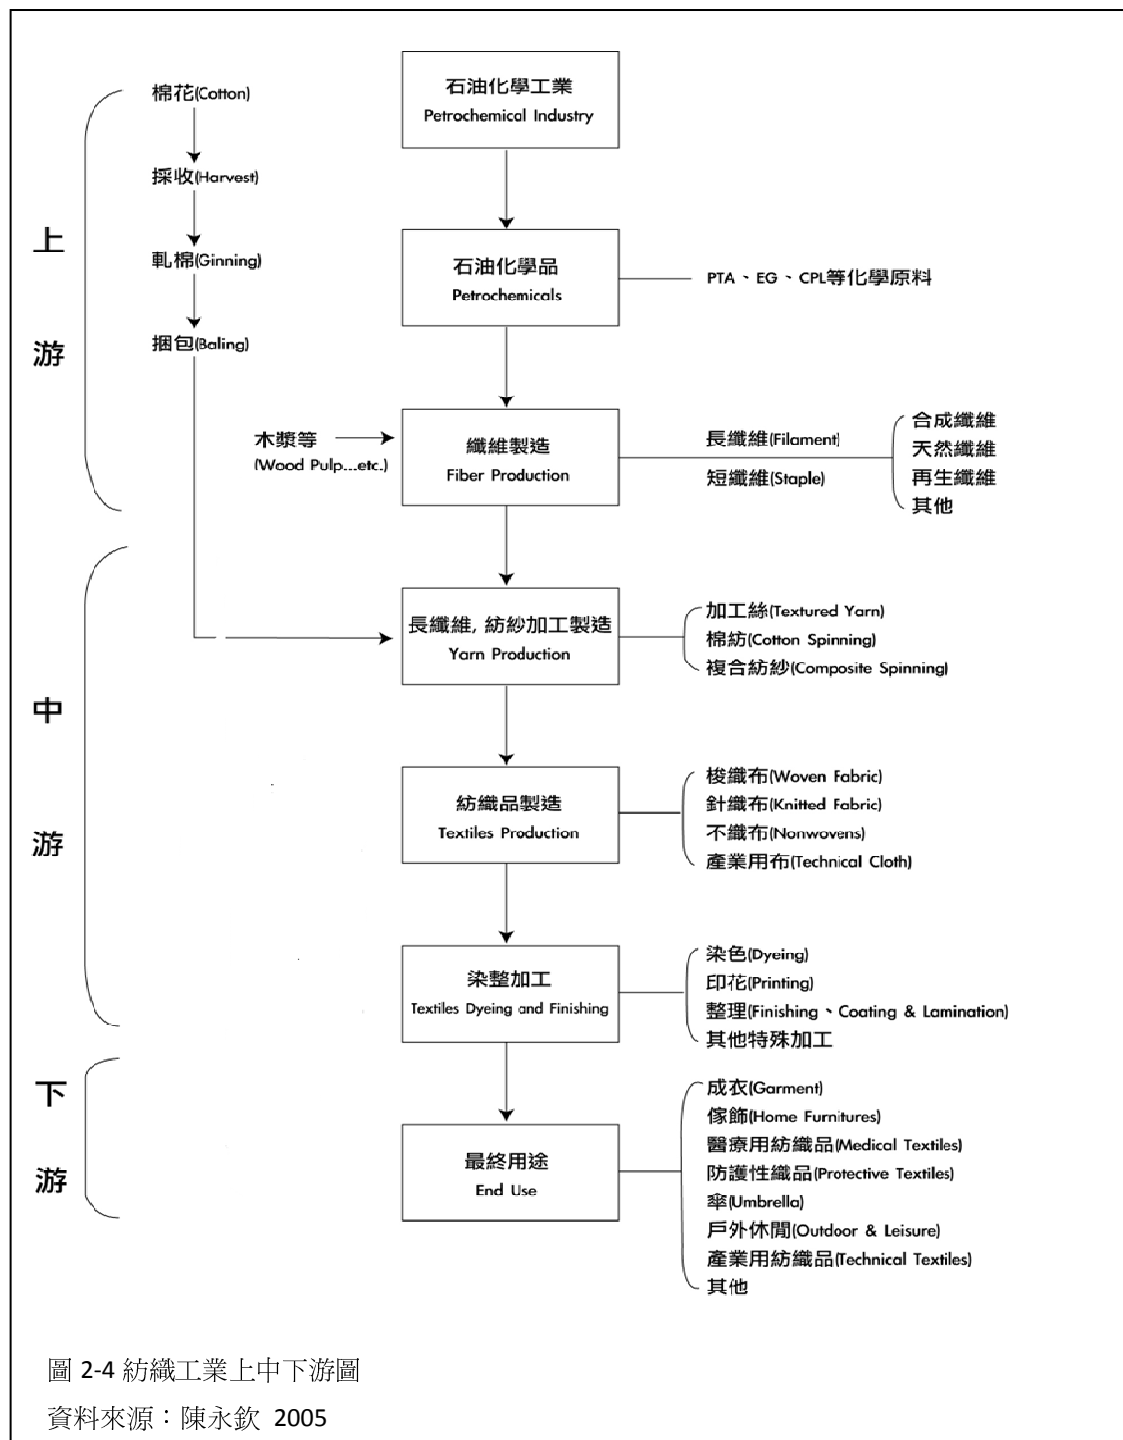 上
游
棉花(Cotton)
採收(Harvest)
軋棉(Ginning)
捆包(Baling)
石油化學工業
Petrochemical Industry
石油化學品
Petrochemicals
PTA、EG、CPL等化學原料
木漿等
(Wood Pulp...etc.)
纖維製造
Fiber Production
長纖維(Filament)
短纖維(Staple)
合成纖維
天然纖維
再生纖維
其他
中
游
長纖維, 紡紗加工製造
Yarn Production
加工絲(Textured Yarn)
棉紡(Cotton Spinning)
複合紡紗(Composite Spinning)
紡織品製造
Textiles Production
梭織布(Woven Fabric)
針織布(Knitted Fabric)
不織布(Nonwovens)
產業用布(Technical Cloth)
染整加工
Textiles Dyeing and Finishing
染色(Dyeing)
印花(Printing)
整理(Finishing、Coating & Lamination)
其他特殊加工
下
游
最終用途
End Use
成衣(Garment)
傢飾(Home Furnitures)
醫療用紡織品(Medical Textiles)
防護性織品(Protective Textiles)
傘(Umbrella)
戶外休閒(Outdoor & Leisure)
產業用紡織品(Technical Textiles)
其他
圖 2-4 紡織工業上中下游圖
資料來源：陳永欽 2005